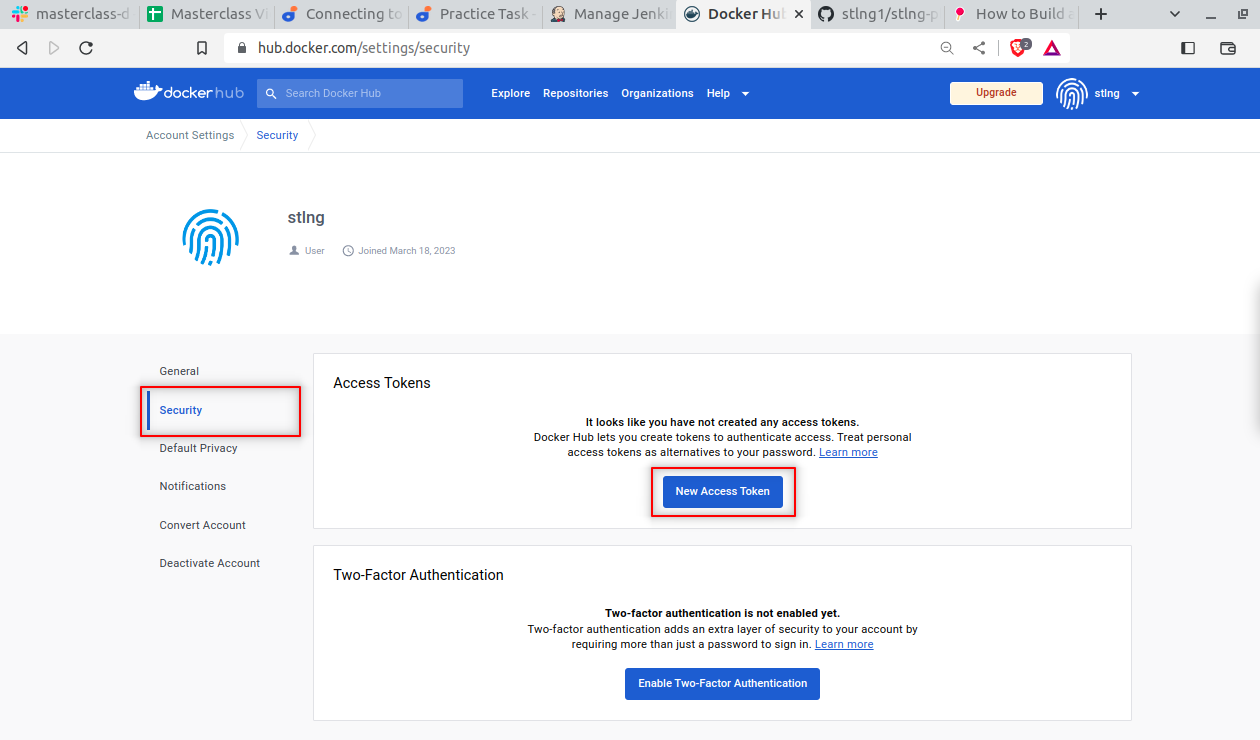 masterclass-d
Masterclass VI
Connecting to
Practice Task -
Manage Jenkin
Docker Hub
stlng1/stlng-p
How to Build a
hub.docker.com/settings/security
2
docker hub
Search Docker Hub
Explore
Repositories
Organizations
Help
Upgrade
stlng
Account Settings
Security
stlng
User
Joined March 18, 2023
General
Security
Default Privacy
Notifications
Convert Account
Deactivate Account
Access Tokens
It looks like you have not created any access tokens.
Docker Hub lets you create tokens to authenticate access. Treat personal
access tokens as alternatives to your password. Learn more
New Access Token
Two-Factor Authentication
Two-factor authentication is not enabled yet.
Two-factor authentication adds an extra layer of security to your account by
requiring more than just a password to sign in. Learn more
Enable Two-Factor Authentication